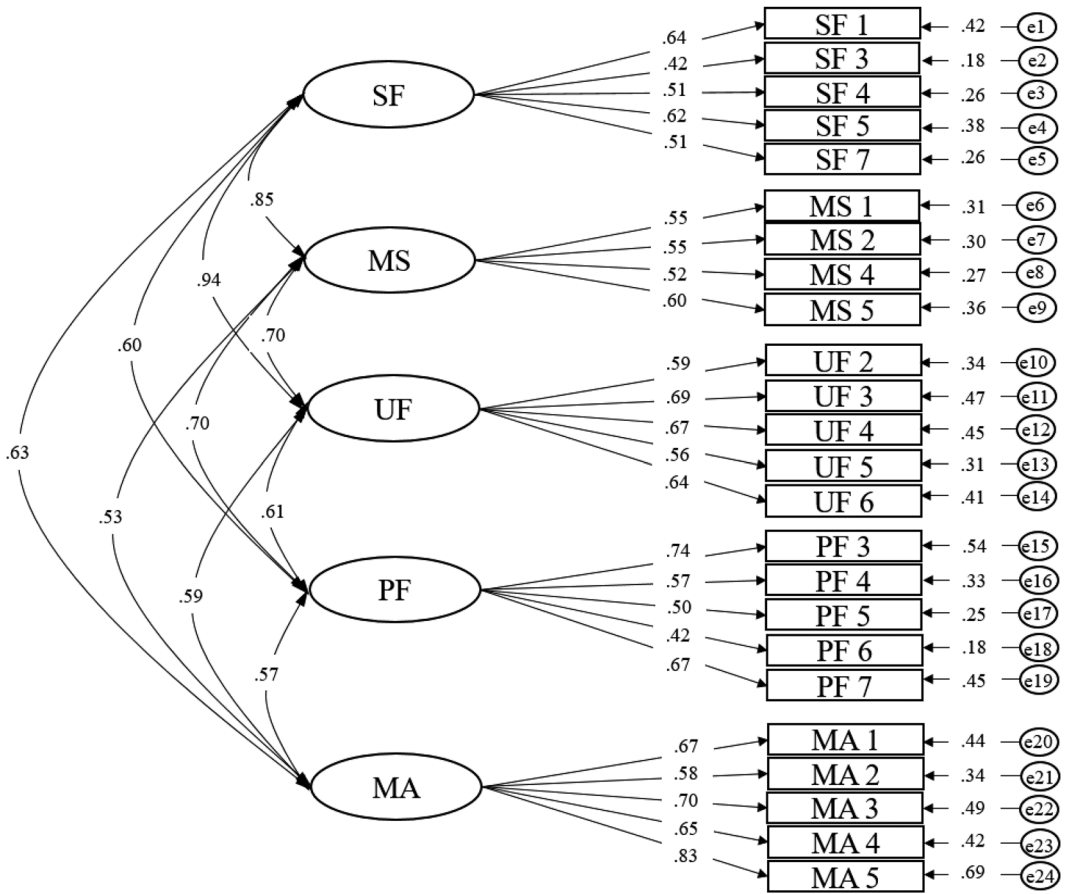 .64 SF 1 .42 e1
.42 SF 3 .18 e2
SF .51 SF 4 .26 e3
.62 SF 5 .38 e4
.51 SF 7 .26 e5
.85
.55 MS 1 .31 e6
.55 MS 2 .30 e7
MS .52 MS 4 .27 e8
.60 MS 5 .36 e9
.94
.70
.60
.59 UF 2 .34 e10
.69 UF 3 .47 e11
UF .67 UF 4 .45 e12
.56 UF 5 .31 e13
.64 UF 6 .41 e14
.70
.63
.53 .61
.74 PF 3 .54 e15
.57 PF 4 .33 e16
PF .50 PF 5 .25 e17
.42 PF 6 .18 e18
.67 PF 7 .45 e19
.59
.57
.67 MA 1 .44 e20
.58 MA 2 .34 e21
MA .70 MA 3 .49 e22
.65 MA 4 .42 e23
.83 MA 5 .69 e24